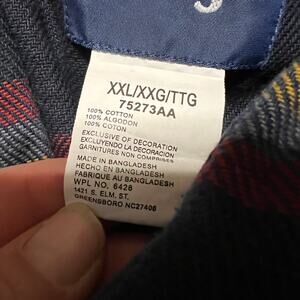 XXL/XXG/TTG
75273AA
100% COTTON
100% ALGODON
100% COTON
EXCLUSIVE OF DECORATION
EXCLUYENDO LA DECORACION
GARNITURES NON COMPRISES
MADE IN BANGLADESH
HECHO EN BANGLADESH
FABRIQUE AU BANGLADESH
WPL NO. 6428
1421 S. ELM. ST.
GREENSBORO NC27406